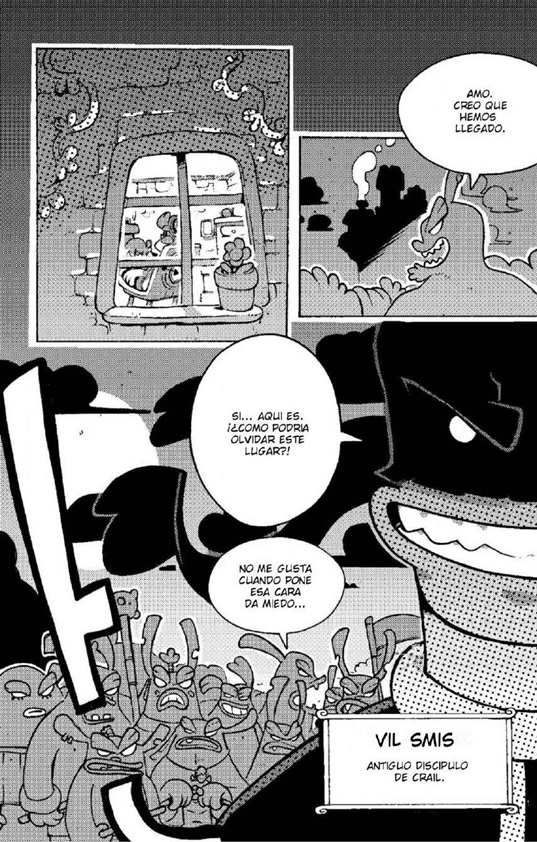 AMO.
CREO QUE
HEMOS
LLEGADO.
SI... AQUI ES.
¡¿COMO PODRIA
OLVIDAR ESTE
LUGAR?!
NO ME GUSTA
CUANDO PONE
ESA CARA
DA MIEDO...
VIL SMIS
ANTIGUO DISCIPULO
DE CRAIL.